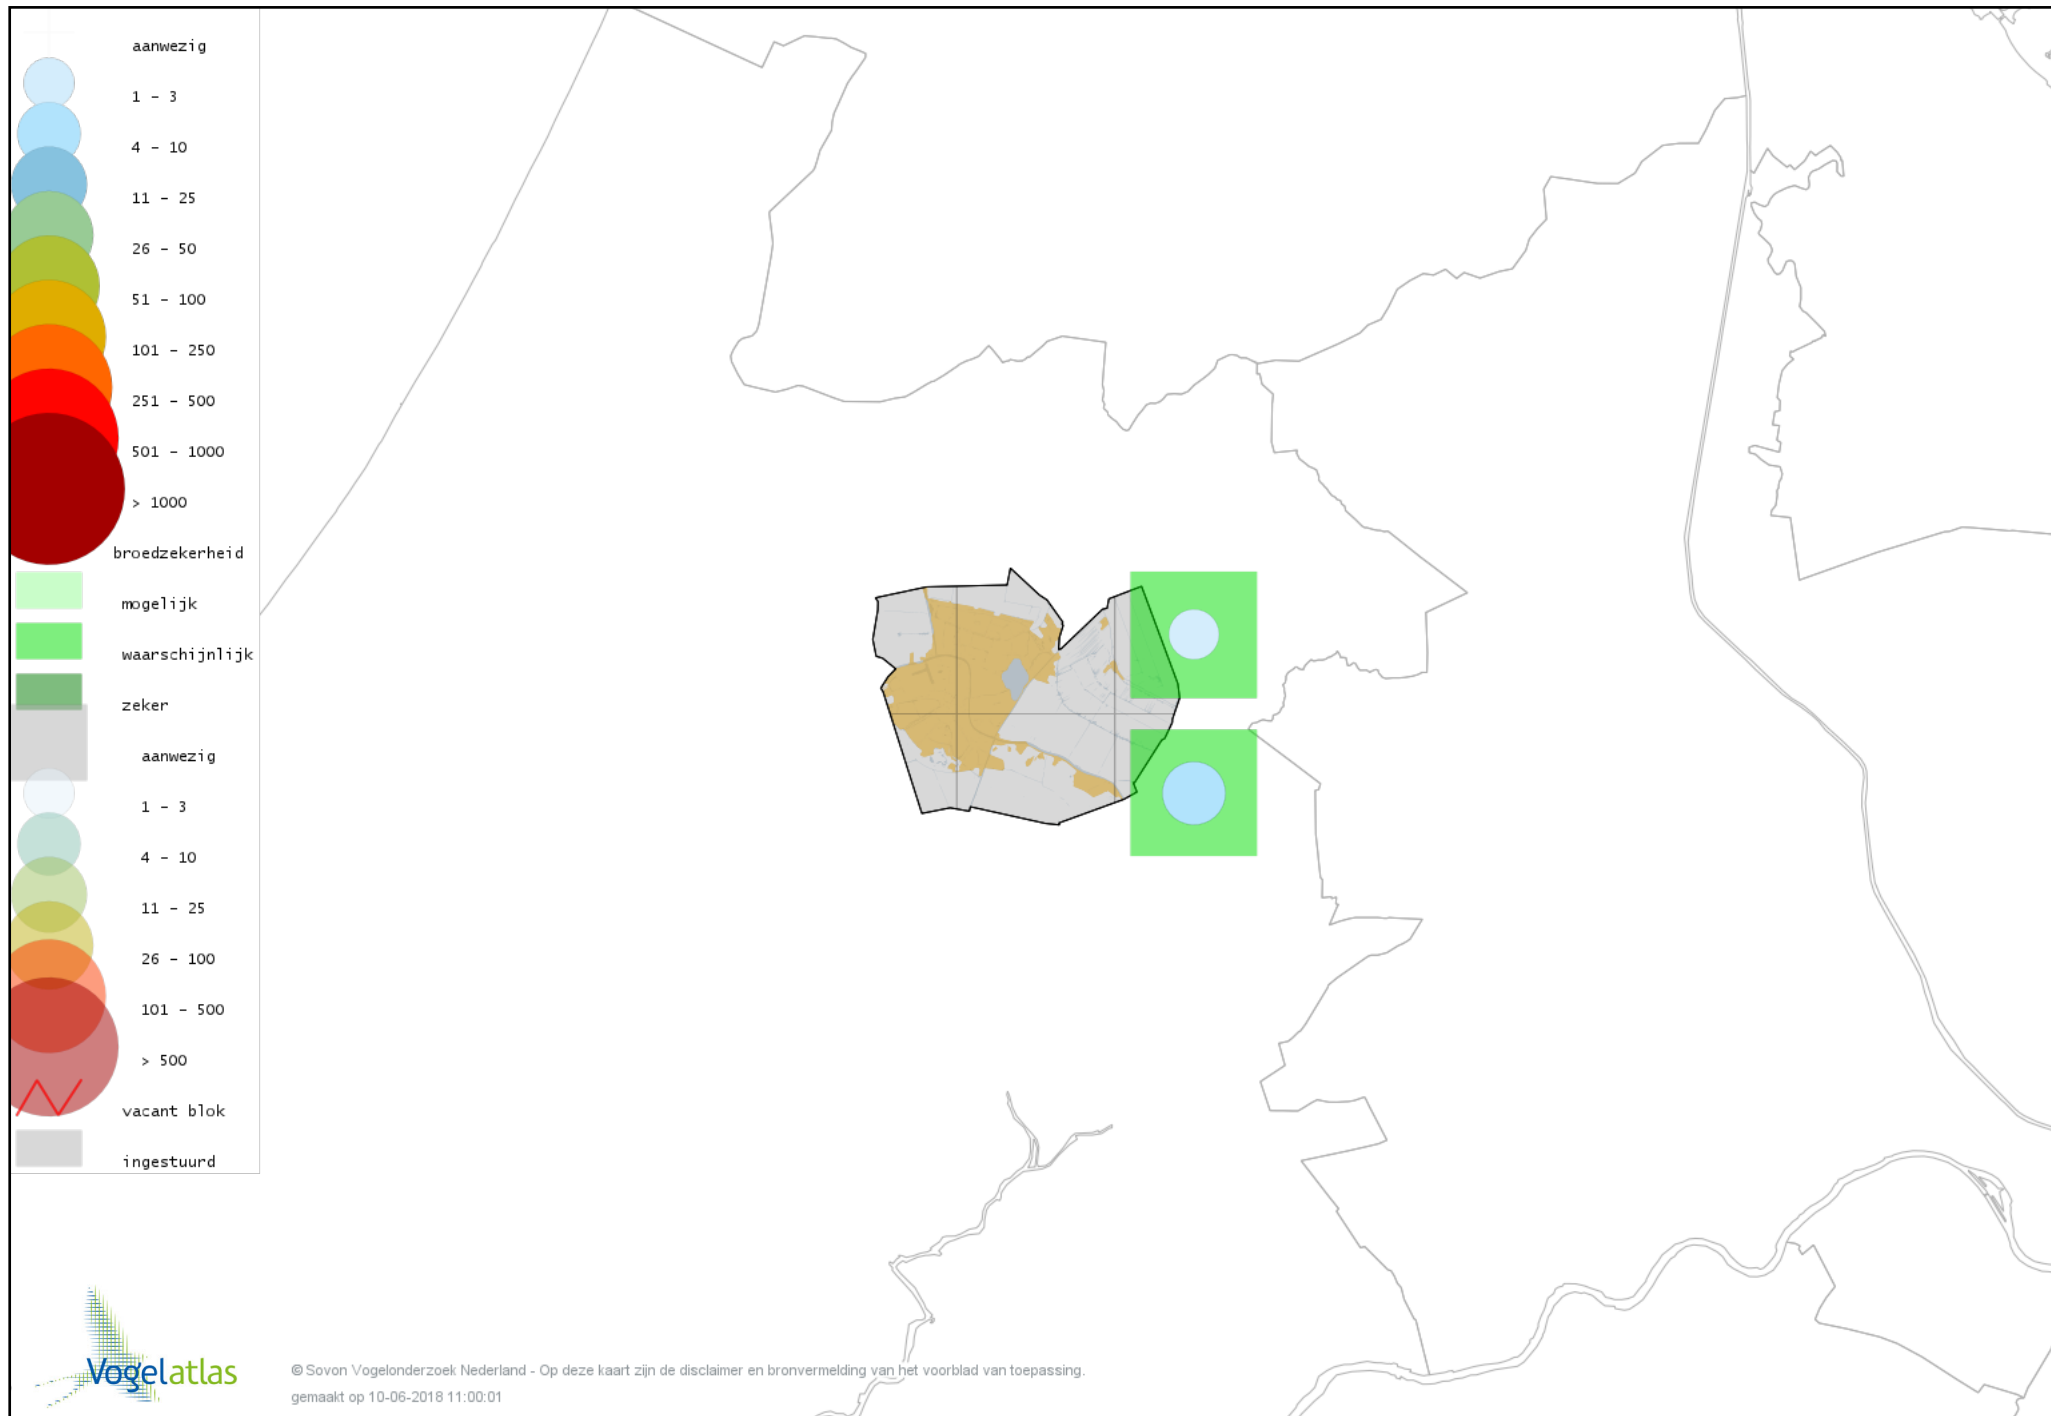 aanwezig
1 - 3
4 - 10
11 - 25
26 - 50
51 - 100
101 - 250
251 - 500
501 - 1000
> 1000
broedzekerheid
mogelijk
waarschijnlijk
zeker
aanwezig
1 - 3
4 - 10
11 - 25
26 - 100
101 - 500
> 500
vacant blok
ingestuurd
Vogelatlas
© Sovon Vogelonderzoek Nederland - Op deze kaart zijn de disclaimer en bronvermelding van het voorblad van toepassing.
gemaakt op 10-06-2018 11:00:01